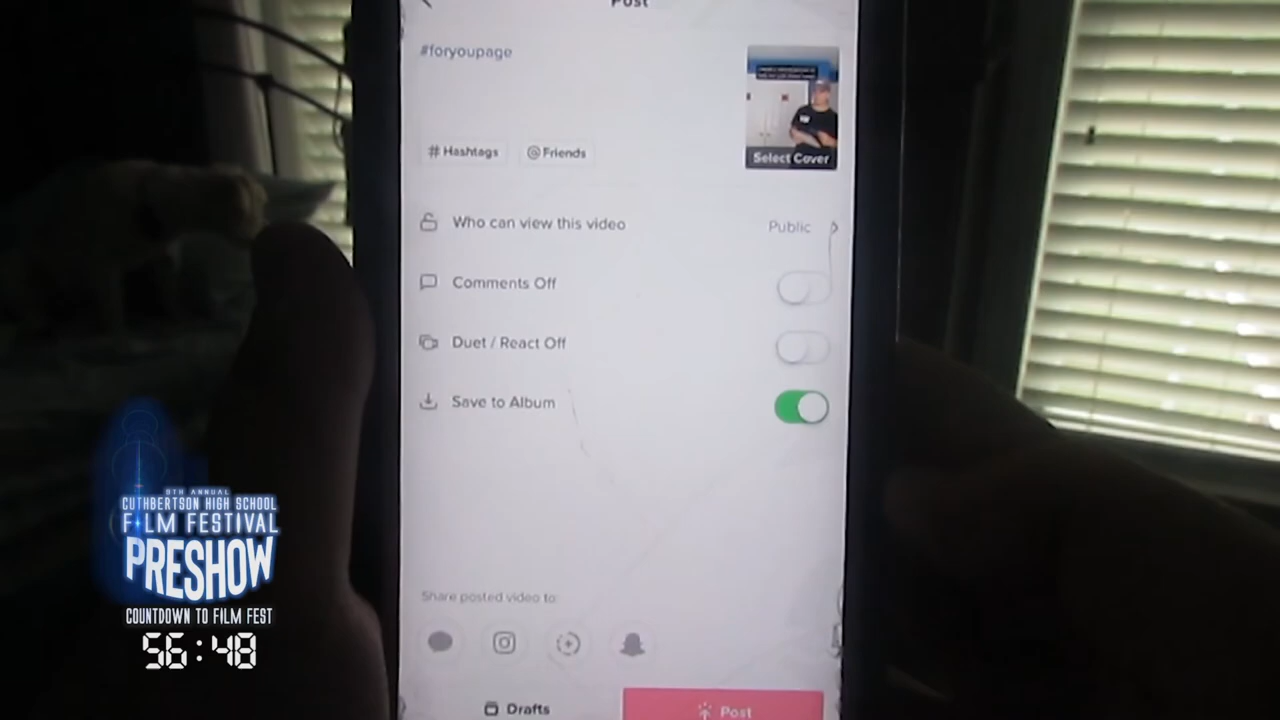 Post
#foryoupage
Select Cover
# Hashtags @ Friends
Who can view this video Public
Comments Off
Duet / React Off
Save to Album
Share posted video to:
Drafts Post
8TH ANNUAL
CUTHBERTSON HIGH SCHOOL
FILM FESTIVAL
PRESHOW
COUNTDOWN TO FILM FEST
56:48